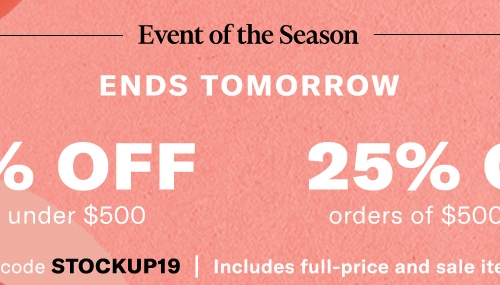 Event of the Season
ENDS TOMORROW
% OFF 25%
under $500 orders of $500
code STOCKUP19 | Includes full-price and sale